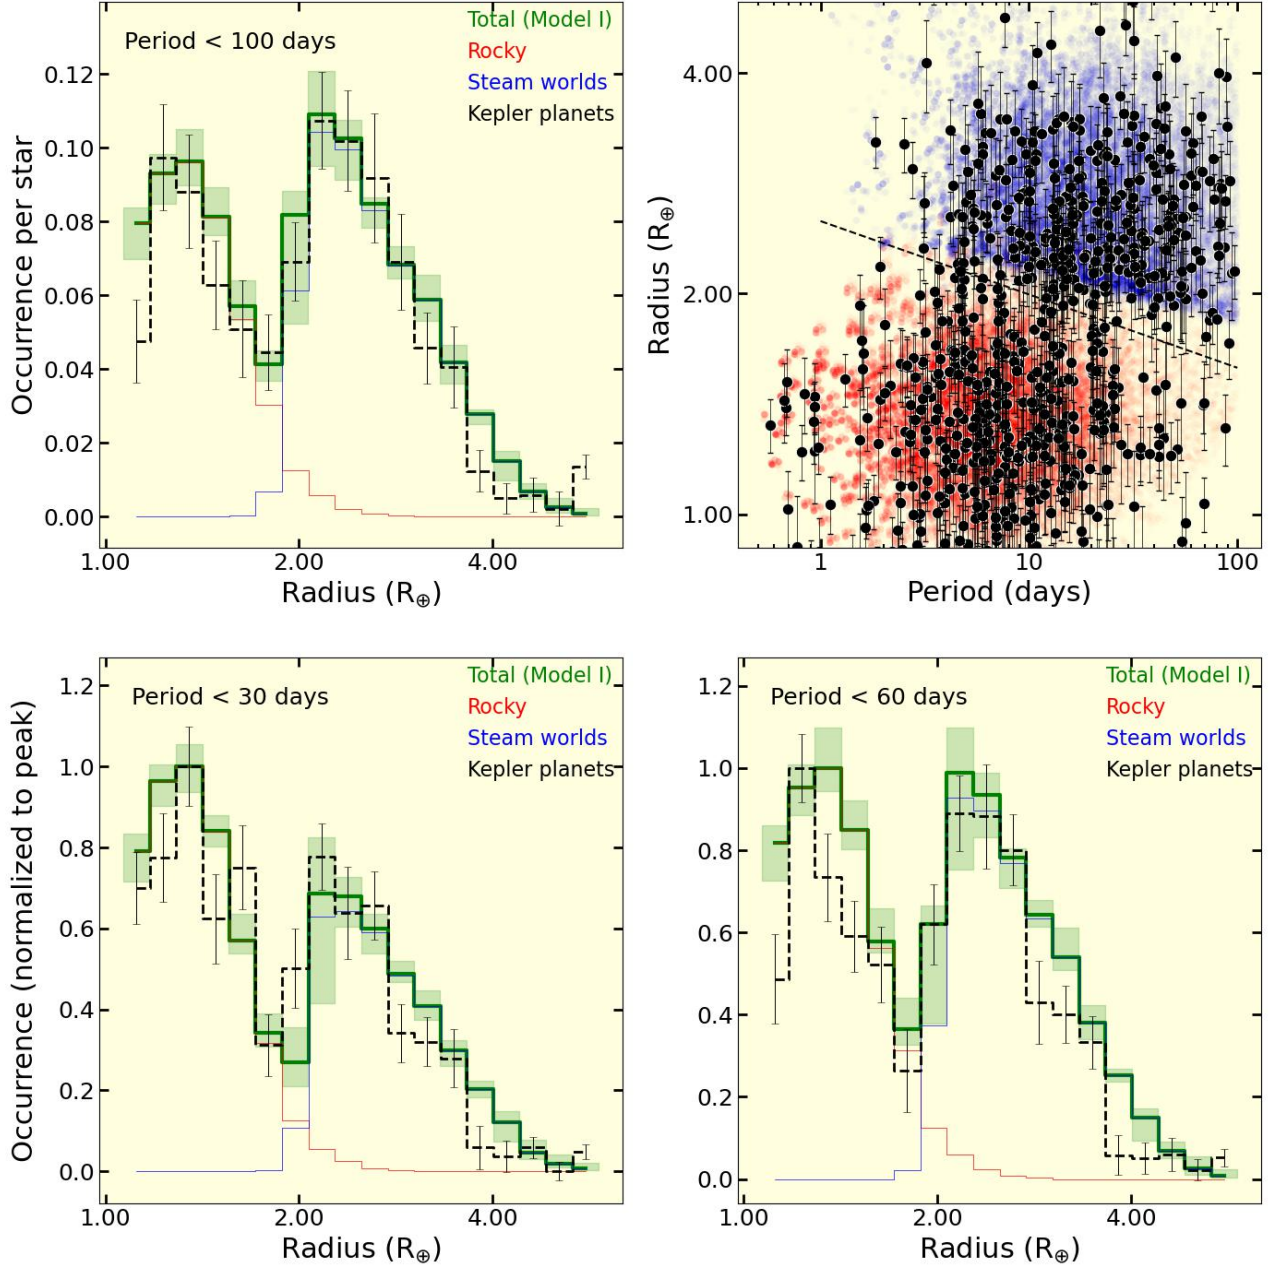 Period < 100 days
Total (Model I)
Rocky
Steam worlds
Kepler planets
Occurrence per star
0.12
0.10
0.08
0.06
0.04
0.02
0.00
1.00 2.00 4.00
Radius (R⊕)
Radius (R⊕)
4.00
2.00
1.00
1 10 100
Period (days)
Period < 30 days
Total (Model I)
Rocky
Steam worlds
Kepler planets
Occurrence (normalized to peak)
1.2
1.0
0.8
0.6
0.4
0.2
0.0
1.00 2.00 4.00
Radius (R⊕)
Period < 60 days
Total (Model I)
Rocky
Steam worlds
Kepler planets
1.2
1.0
0.8
0.6
0.4
0.2
0.0
1.00 2.00 4.00
Radius (R⊕)